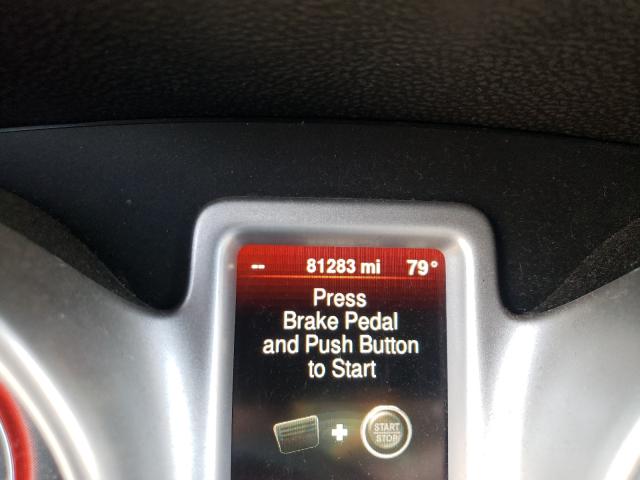 -- 81283 mi 79°
Press
Brake Pedal
and Push Button
to Start
START
STOP